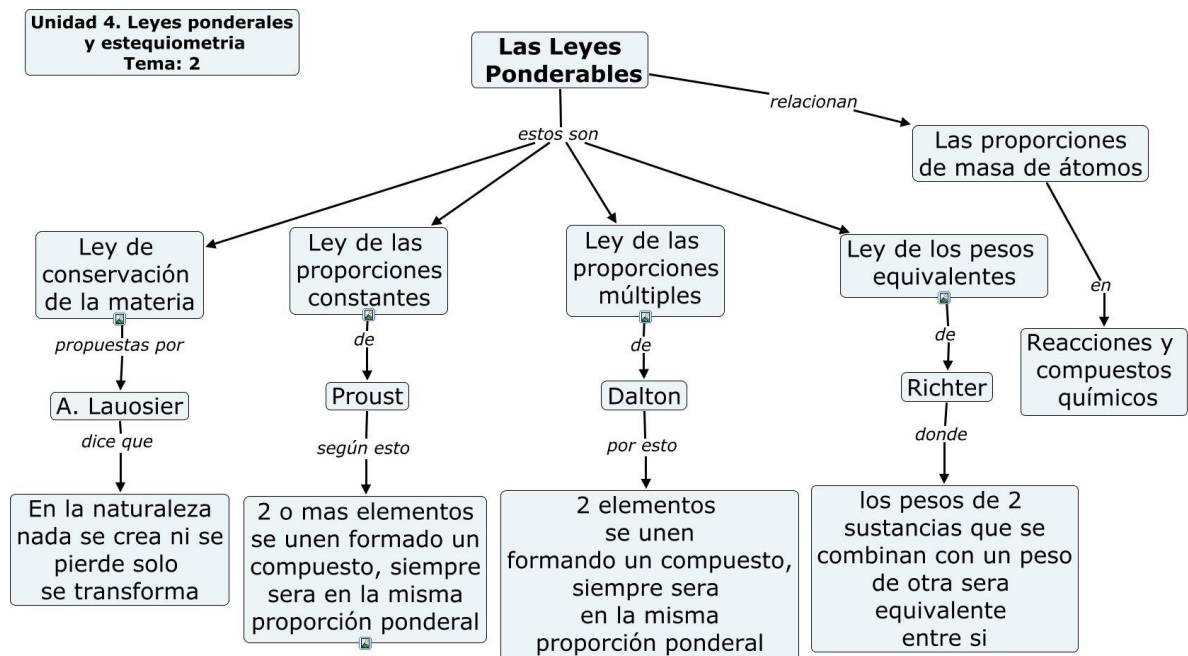 Unidad 4. Leyes ponderales
y estequiometria
Tema: 2
Las Leyes
Ponderables
relacionan
Las proporciones
de masa de átomos
en
Reacciones y
compuestos
químicos
estos son
Ley de
conservación
de la materia
propuestas por
A. Lauosier
dice que
En la naturaleza
nada se crea ni se
pierde solo
se transforma
Ley de las
proporciones
constantes
de
Proust
según esto
2 o mas elementos
se unen formado un
compuesto, siempre
sera en la misma
proporción ponderal
Ley de las
proporciones
múltiples
de
Dalton
por esto
2 elementos
se unen
formando un compuesto,
siempre sera
en la misma
proporción ponderal
Ley de los pesos
equivalentes
de
Richter
donde
los pesos de 2
sustancias que se
combinan con un peso
de otra sera
equivalente
entre si